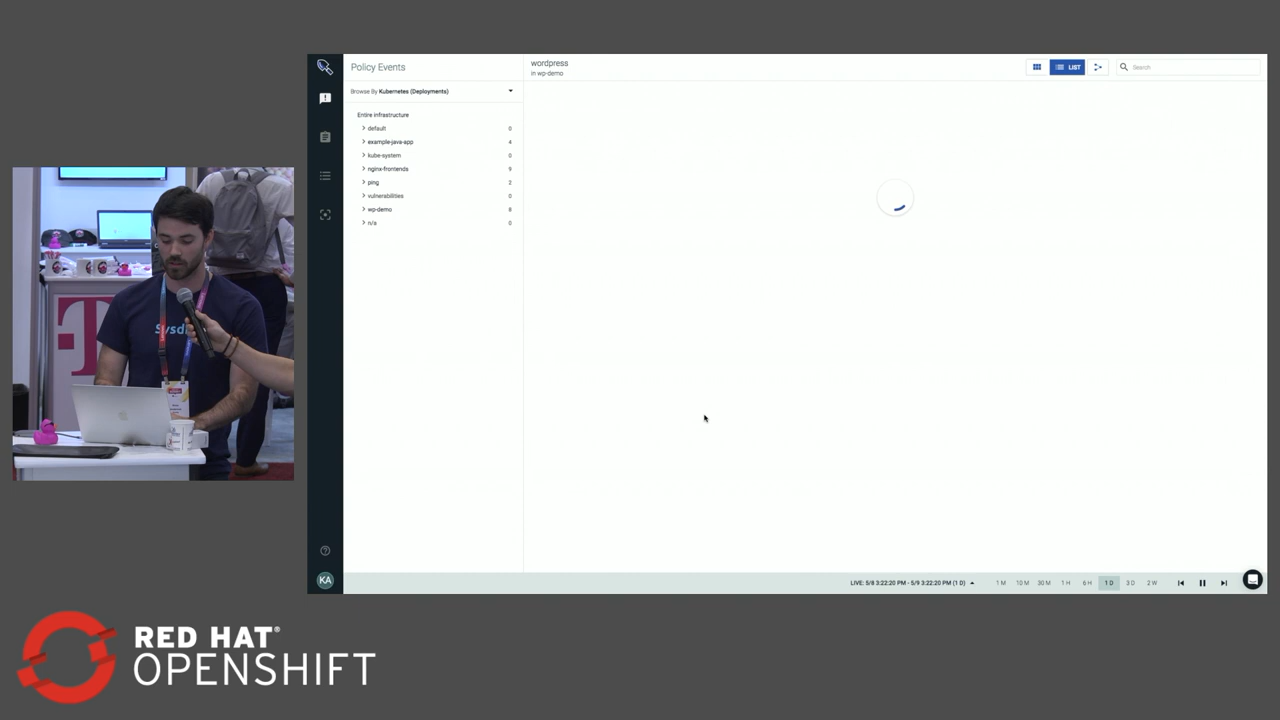 Policy Events
wordpress
in wp-demo
LIST
Search
Browse By Kubernetes (Deployments)
Entire infrastructure
default 0
example-java-app 4
kube-system 0
nginx-frontends 9
ping 2
vulnerabilities 0
wp-demo 8
n/a 0
Sysdi
T
KA
LIVE: 5/8 3:22:20 PM - 5/9 3:22:20 PM (1 D)
1 M 10 M 30 M 1 H 6 H 1 D 3 D 2 W
RED HAT®
OPENSHIFT